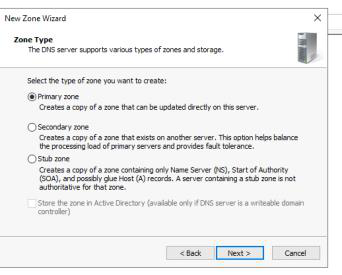 New Zone Wizard
Zone Type
The DNS server supports various types of zones and storage.
Select the type of zone you want to create:
Primary zone
Creates a copy of a zone that can be updated directly on this server.
Secondary zone
Creates a copy of a zone that exists on another server. This option helps balance
the processing load of primary servers and provides fault tolerance.
Stub zone
Creates a copy of a zone containing only Name Server (NS), Start of Authority
(SOA), and possibly glue Host (A) records. A server containing a stub zone is not
authoritative for that zone.
Store the zone in Active Directory (available only if DNS server is a writeable domain
controller)
< Back
Next >
Cancel